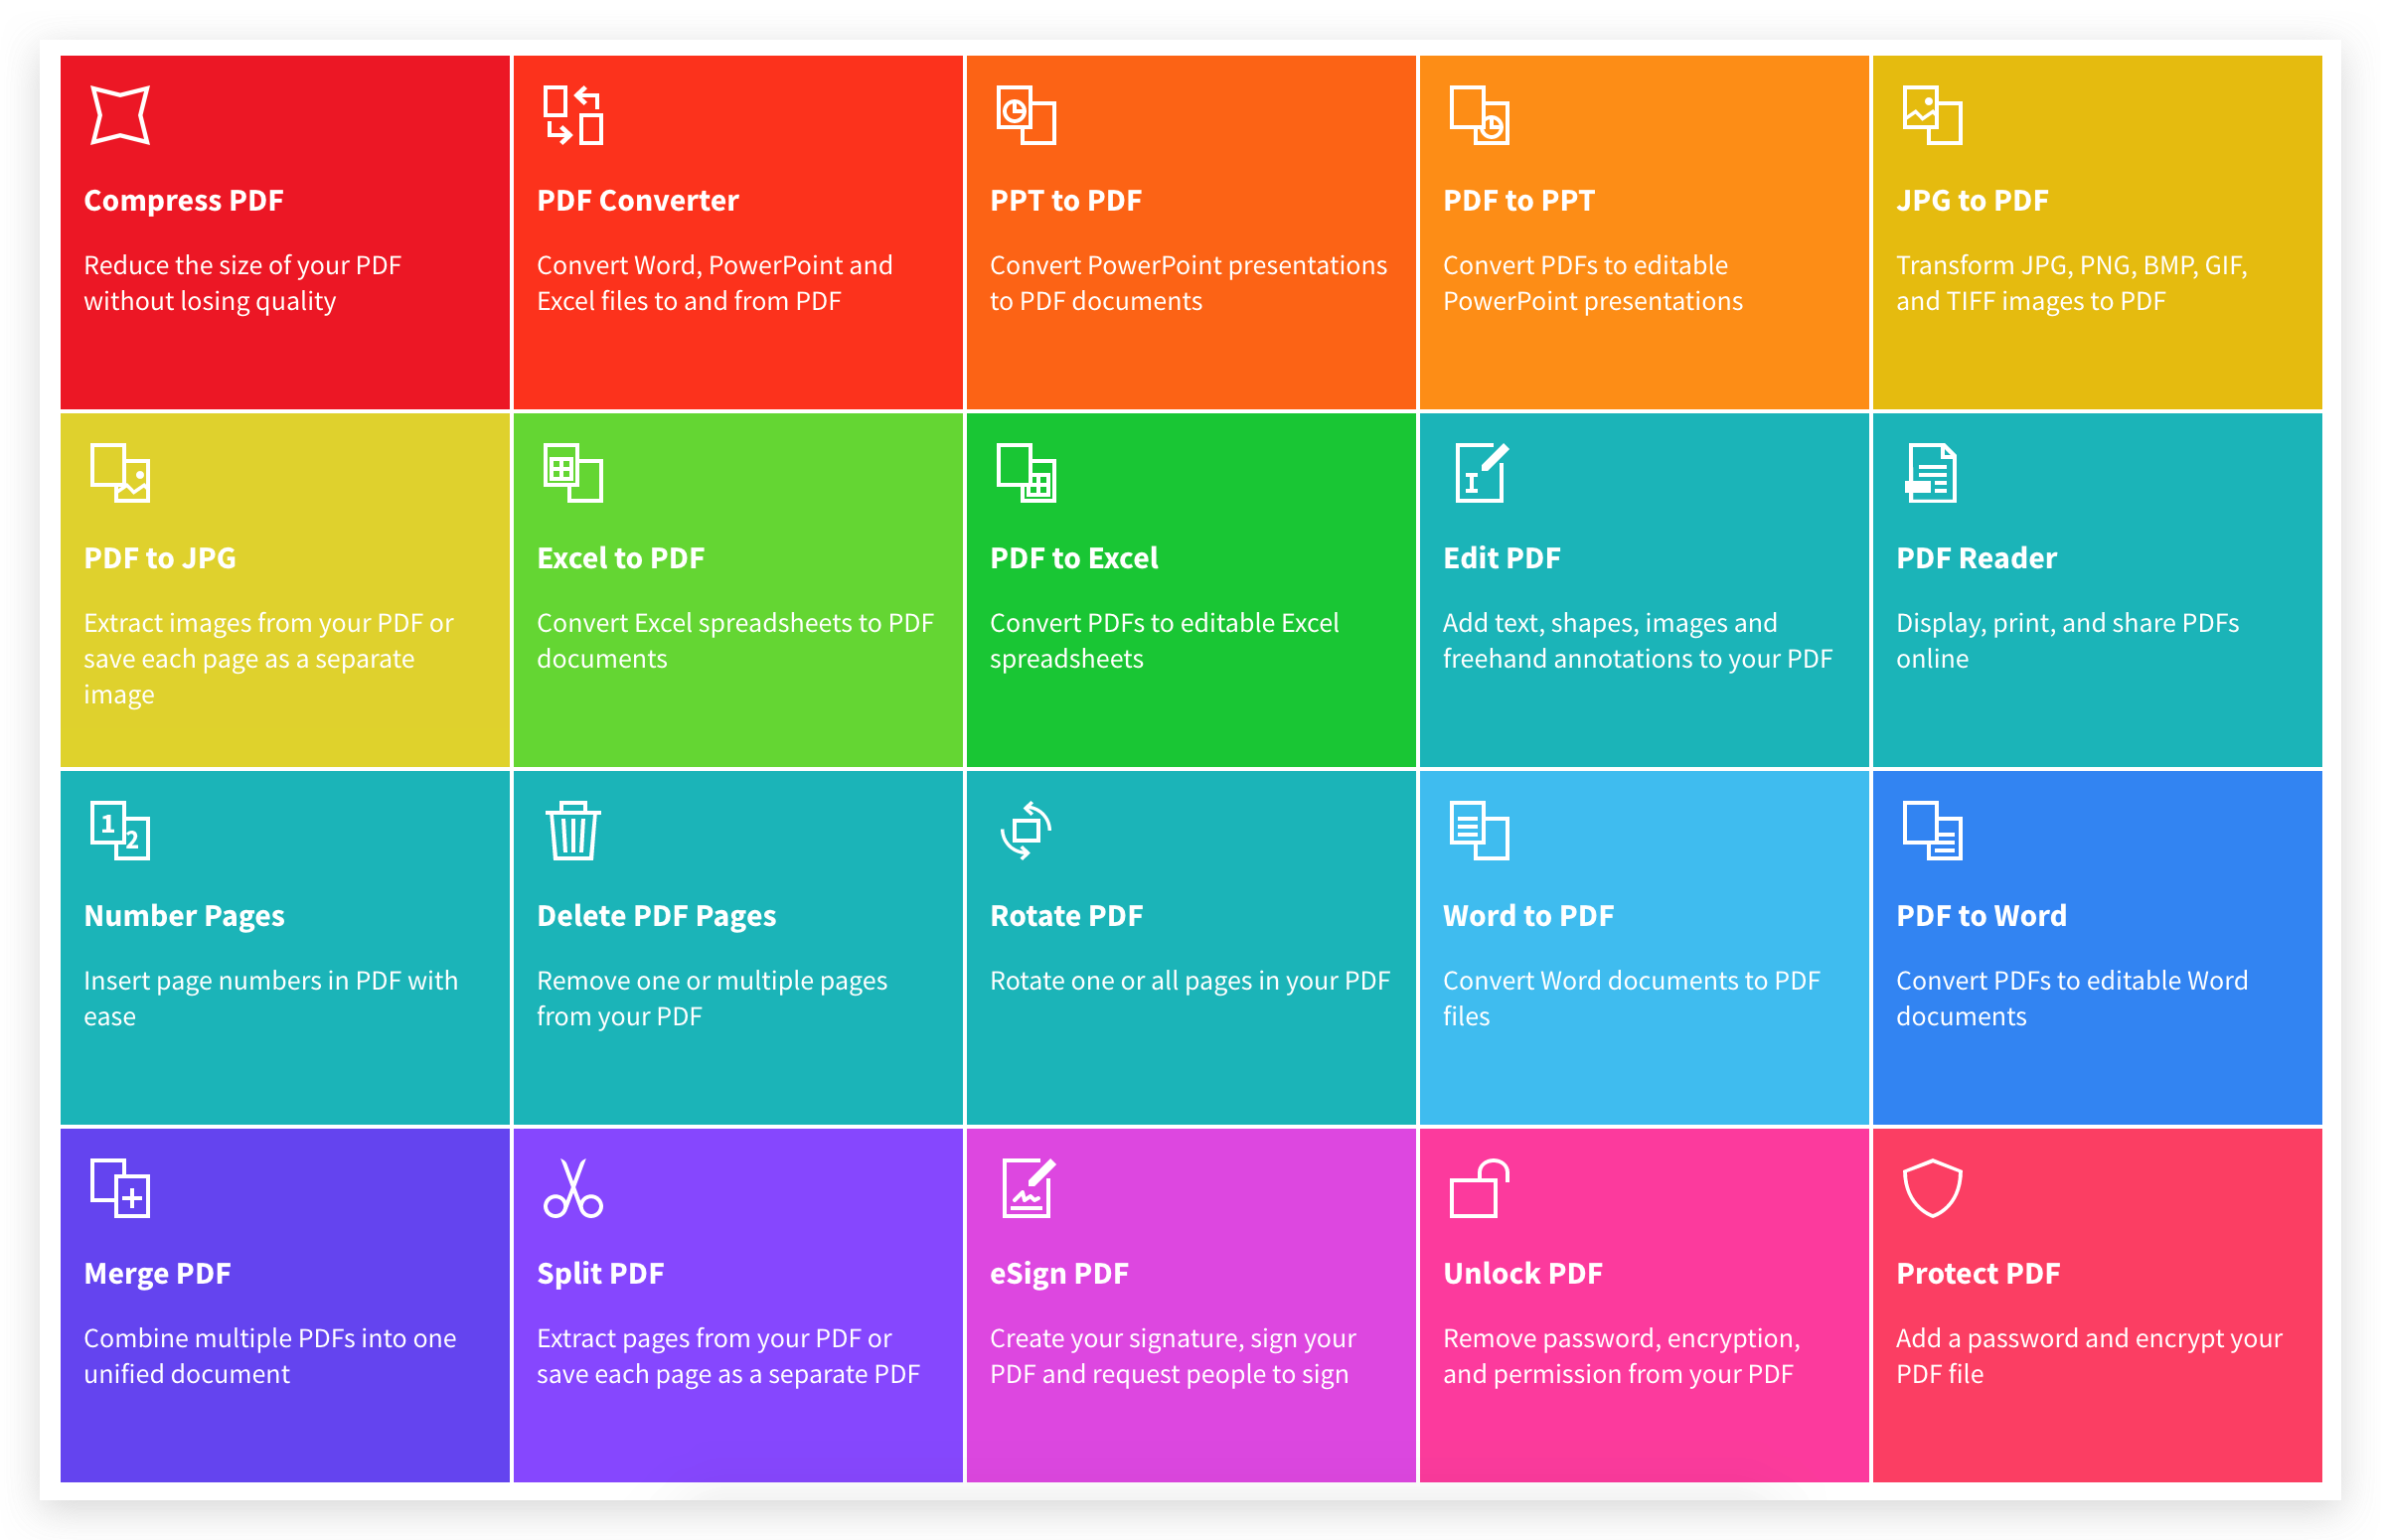 Compress PDF
Reduce the size of your PDF
without losing quality
PDF Converter
Convert Word, PowerPoint and
Excel files to and from PDF
PPT to PDF
Convert PowerPoint presentations
to PDF documents
PDF to PPT
Convert PDFs to editable
PowerPoint presentations
JPG to PDF
Transform JPG, PNG, BMP, GIF,
and TIFF images to PDF
PDF to JPG
Extract images from your PDF or
save each page as a separate
image
Excel to PDF
Convert Excel spreadsheets to PDF
documents
PDF to Excel
Convert PDFs to editable Excel
spreadsheets
Edit PDF
Add text, shapes, images and
freehand annotations to your PDF
PDF Reader
Display, print, and share PDFs
online
1
2
Number Pages
Insert page numbers in PDF with
ease
Delete PDF Pages
Remove one or multiple pages
from your PDF
Rotate PDF
Rotate one or all pages in your PDF
Word to PDF
Convert Word documents to PDF
files
PDF to Word
Convert PDFs to editable Word
documents
Merge PDF
Combine multiple PDFs into one
unified document
Split PDF
Extract pages from your PDF or
save each page as a separate PDF
eSign PDF
Create your signature, sign your
PDF and request people to sign
Unlock PDF
Remove password, encryption,
and permission from your PDF
Protect PDF
Add a password and encrypt your
PDF file